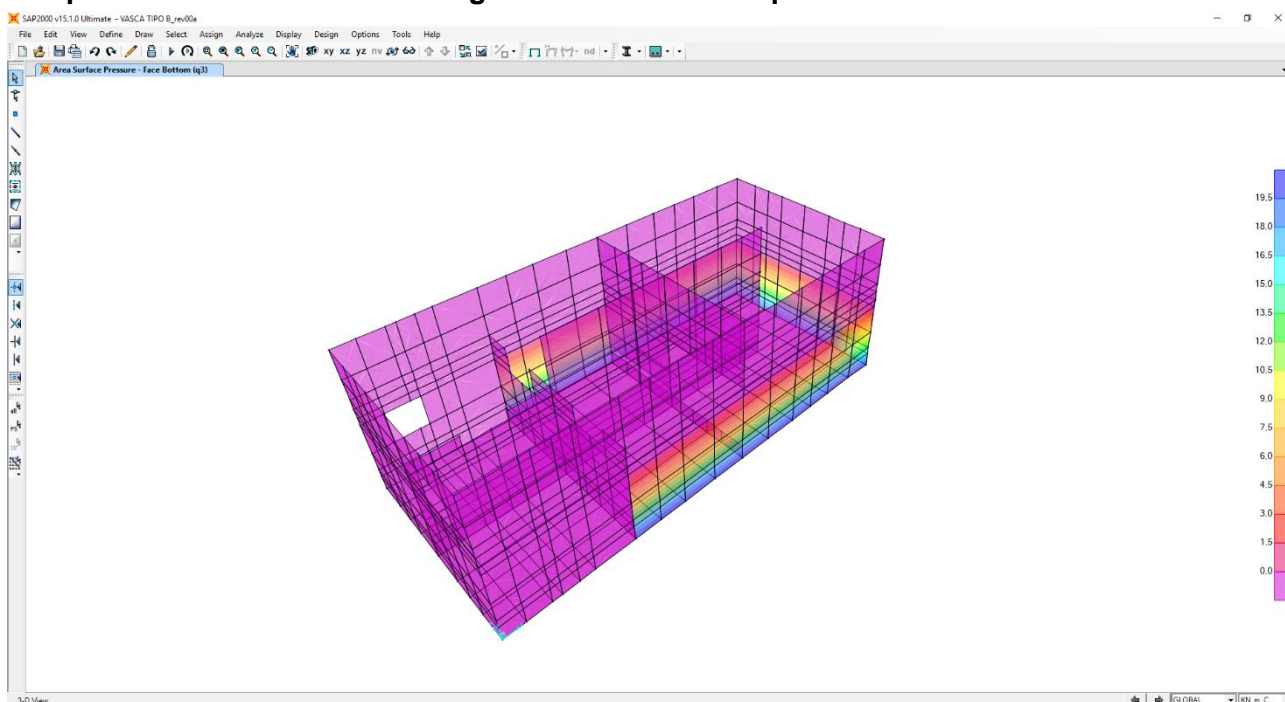 SAP2000 v15.1.0 Ultimate - VASCA TIPO B_rev00a
File Edit View Define Draw Select Assign Analyze Display Design Options Tools Help
xy xz yz nv nd
Area Surface Pressure - Face Bottom (q3)
19.5
18.0
16.5
15.0
13.5
12.0
10.5
9.0
7.5
6.0
4.5
3.0
1.5
0.0
3-D View
GLOBAL
KN, m, C